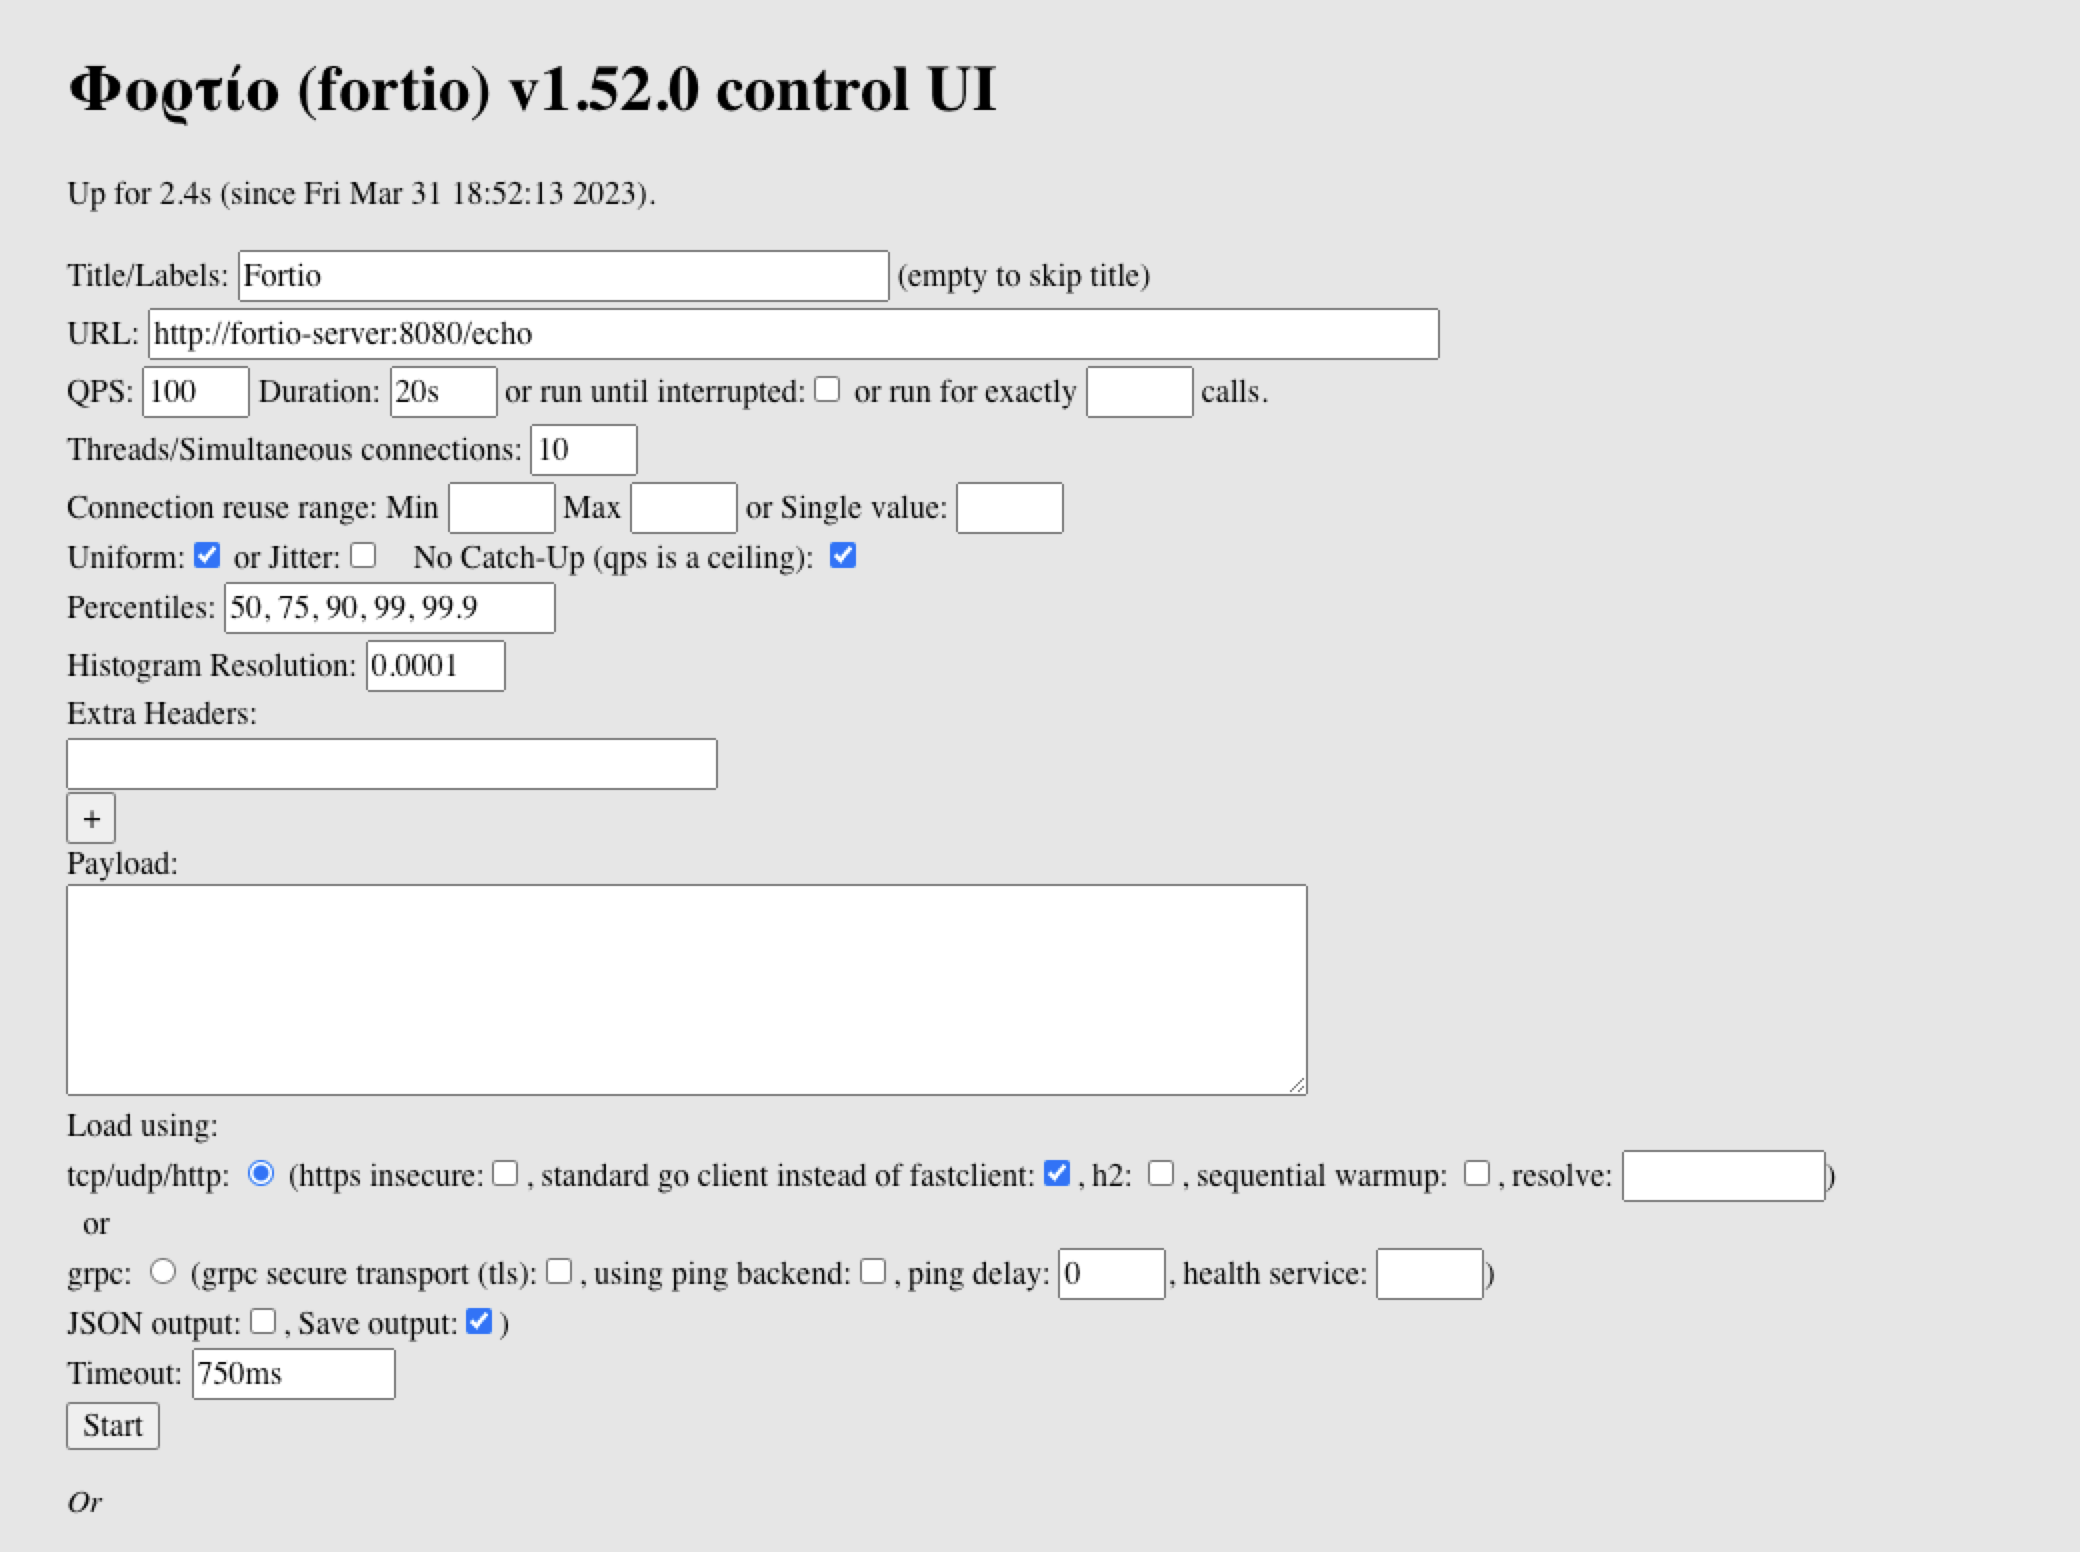 Φορτίο (fortio) v1.52.0 control UI
Up for 2.4s (since Fri Mar 31 18:52:13 2023).
Title/Labels: Fortio (empty to skip title)
URL: http://fortio-server:8080/echo
QPS: 100 Duration: 20s or run until interrupted: or run for exactly calls.
Threads/Simultaneous connections: 10
Connection reuse range: Min Max or Single value:
Uniform: or Jitter: No Catch-Up (qps is a ceiling):
Percentiles: 50, 75, 90, 99, 99.9
Histogram Resolution: 0.0001
Extra Headers:
+
Payload:
Load using:
tcp/udp/http: (https insecure: , standard go client instead of fastclient: , h2: , sequential warmup: , resolve: )
or
grpc: (grpc secure transport (tls): , using ping backend: , ping delay: 0 , health service: )
JSON output: , Save output: )
Timeout: 750ms
Start
Or